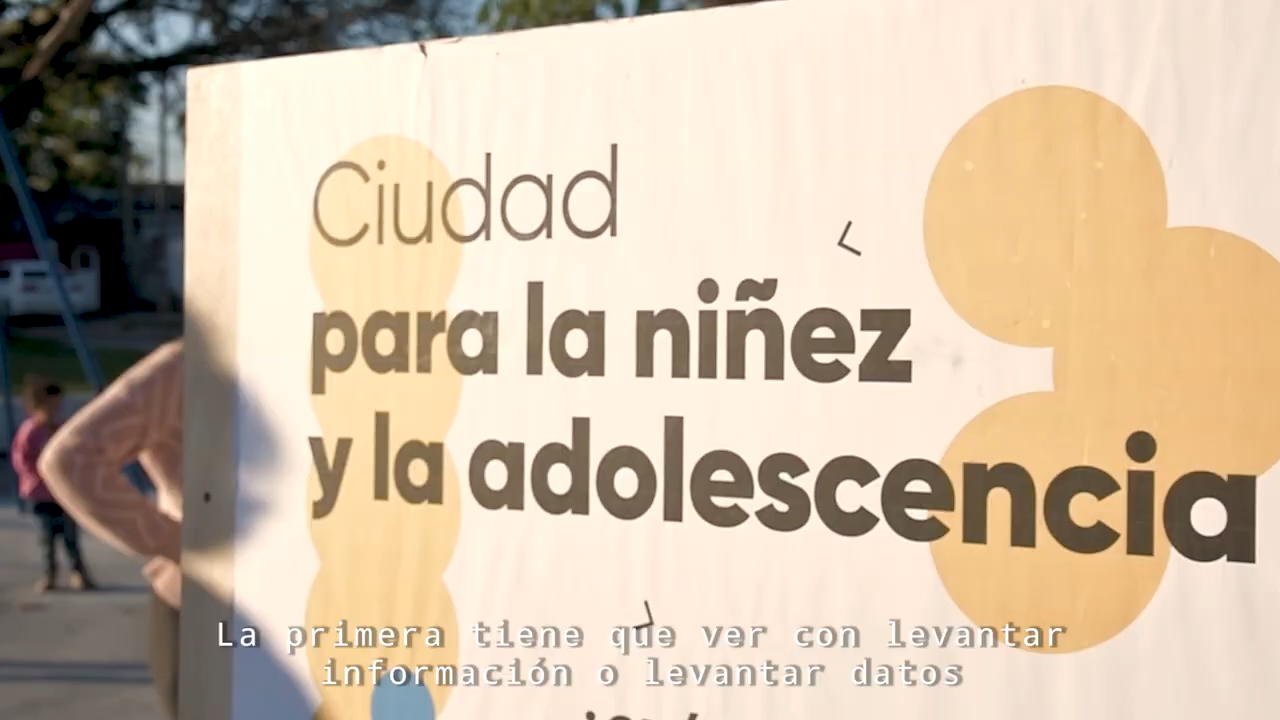 Ciudad
para la niñez
y la adolescencia
La primera tiene que ver con levantar
información o levantar datos